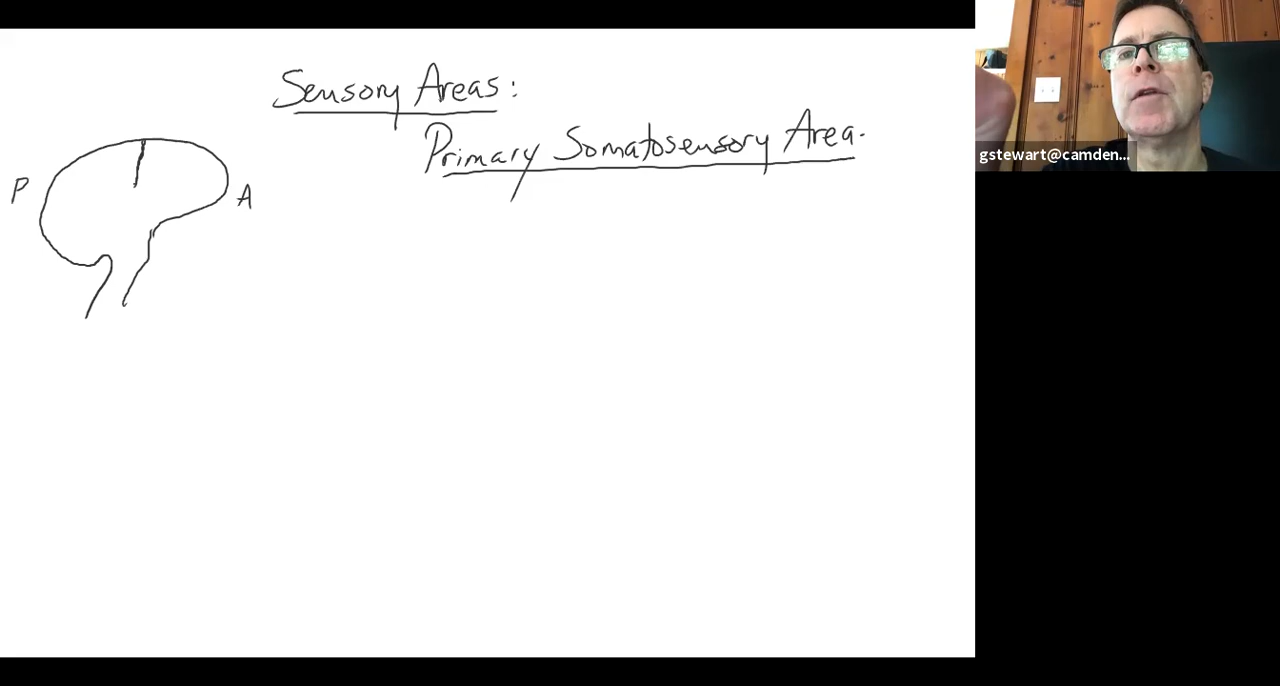 Sensory Areas:
Primary Somatosensory Area.
P
A
gstewart@camden...